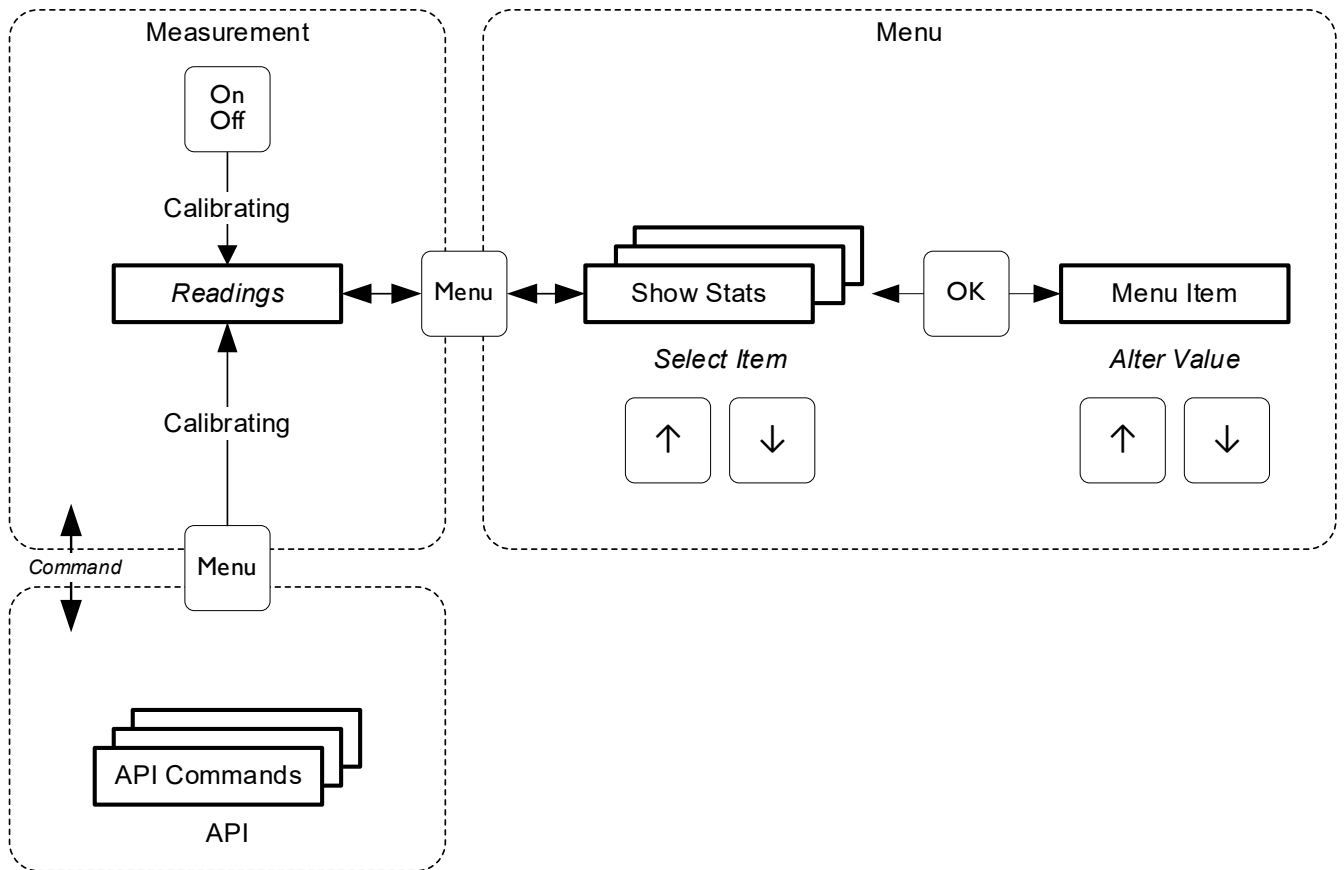 Measurement
Menu
On
Off
Calibrating
Readings
Menu
Show Stats
OK
Menu Item
Select Item
Alter Value
↑ ↓
↑ ↓
Calibrating
Command
Menu
API Commands
API